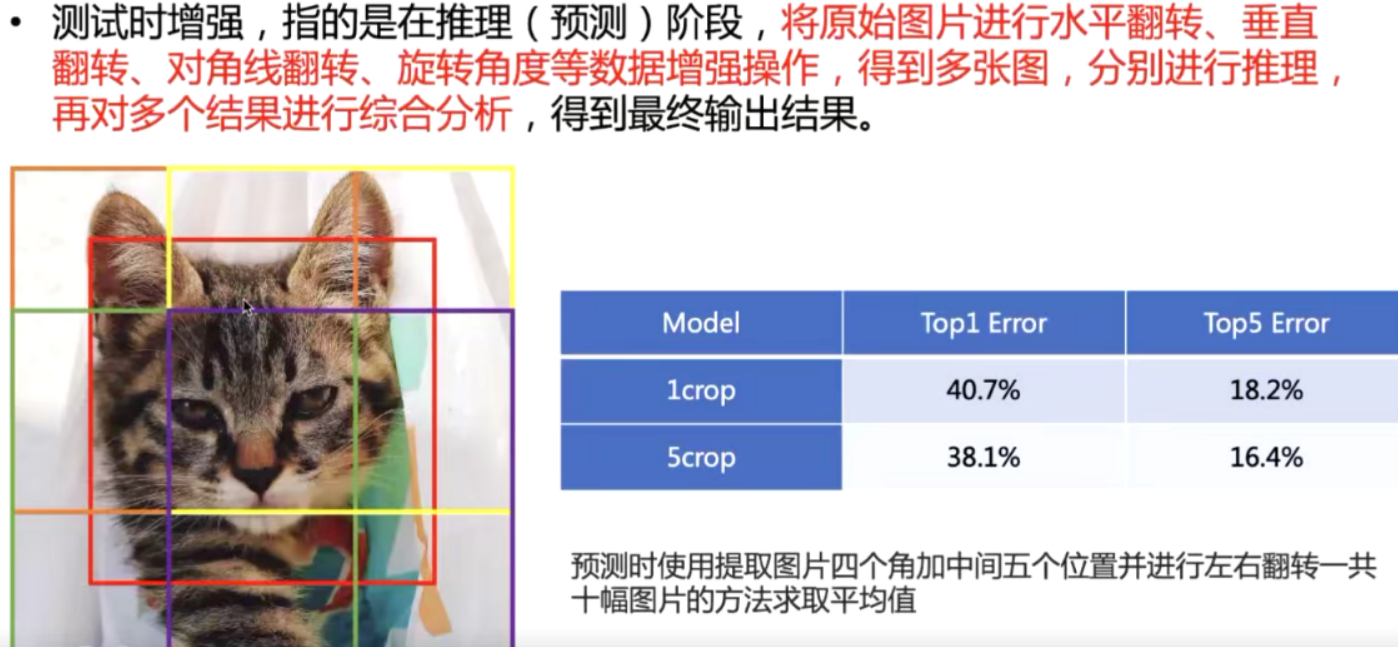 • 测试时增强，指的是在推理（预测）阶段，将原始图片进行水平翻转、垂直
翻转、对角线翻转、旋转角度等数据增强操作，得到多张图，分别进行推理，
再对多个结果进行综合分析，得到最终输出结果。
Model Top1 Error Top5 Error
1crop 40.7% 18.2%
5crop 38.1% 16.4%
预测时使用提取图片四个角加中间五个位置并进行左右翻转一共
十幅图片的方法求取平均值